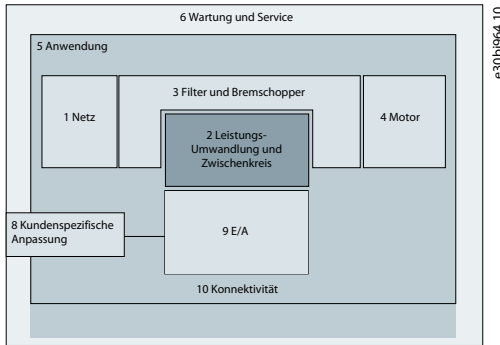 6 Wartung und Service
5 Anwendung
3 Filter und Bremschopper
1 Netz
4 Motor
2 Leistungs-
Umwandlung und
Zwischenkreis
8 Kundenspezifische
Anpassung
9 E/A
10 Konnektivität
e30bj964.10